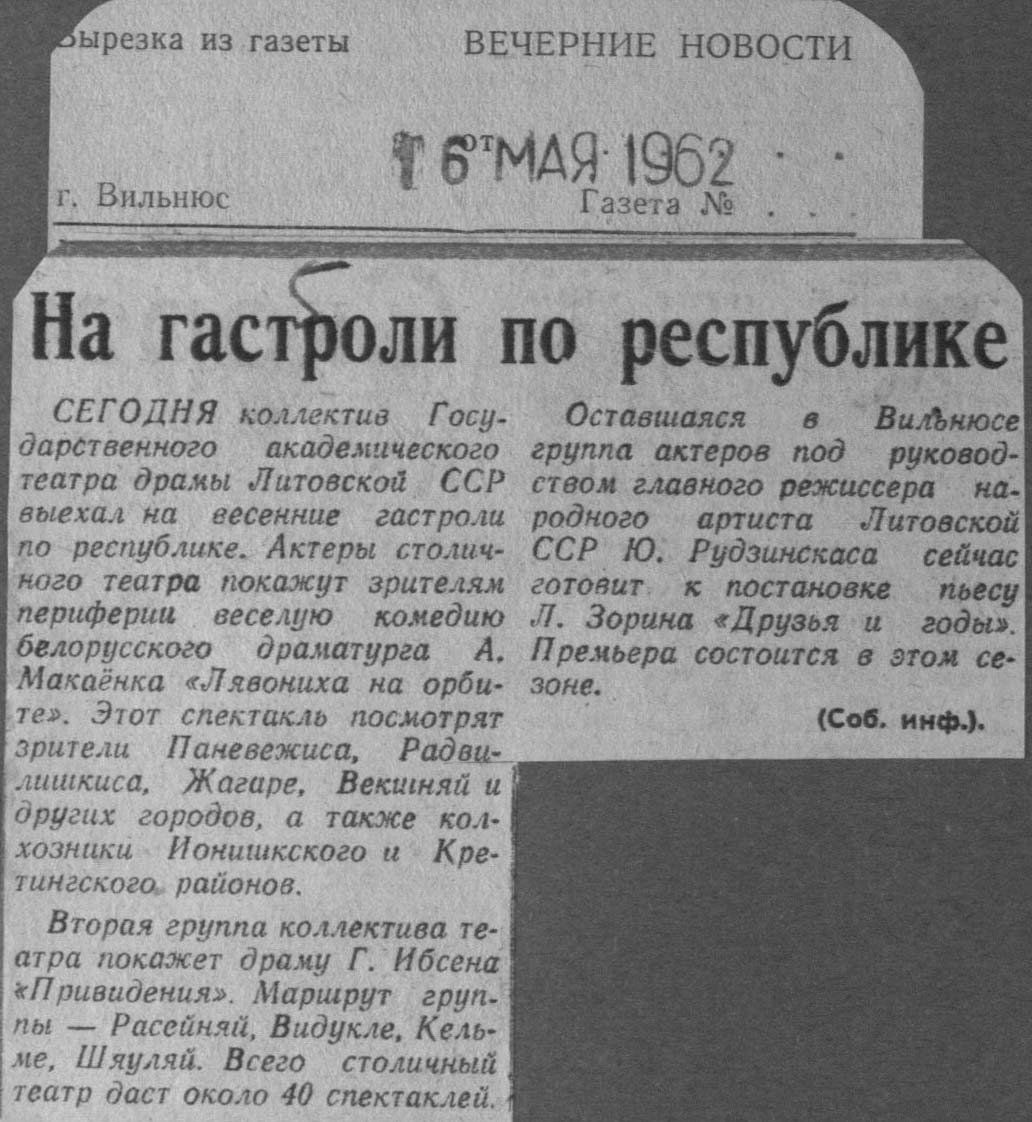 Вырезка из газеты ВЕЧЕРНИЕ НОВОСТИ
от 16 МАЯ 1962
г. Вильнюс Газета № . . .
На гастроли по республике
СЕГОДНЯ коллектив Госу-
дарственного академического
театра драмы Литовской ССР
выехал на весенние гастроли
по республике. Актеры столич-
ного театра покажут зрителям
периферии веселую комедию
белорусского драматурга А.
Макаёнка «Лявониха на орби-
те». Этот спектакль посмотрят
зрители Паневежиса, Радви-
лишкиса, Жагаре, Векшняй и
других городов, а также кол-
хозники Ионишкского и Кре-
тингского районов.
Вторая группа коллектива те-
атра покажет драму Г. Ибсена
«Привидения». Маршрут груп-
пы — Расейняй, Видукле, Кель-
ме, Шяуляй. Всего столичный
театр даст около 40 спектаклей.
Оставшаяся в Вильнюсе
группа актеров под руковод-
ством главного режиссера на-
родного артиста Литовской
ССР Ю. Рудзинскаса сейчас
готовит к постановке пьесу
Л. Зорина «Друзья и годы».
Премьера состоится в этом се-
зоне.
(Соб. инф.).